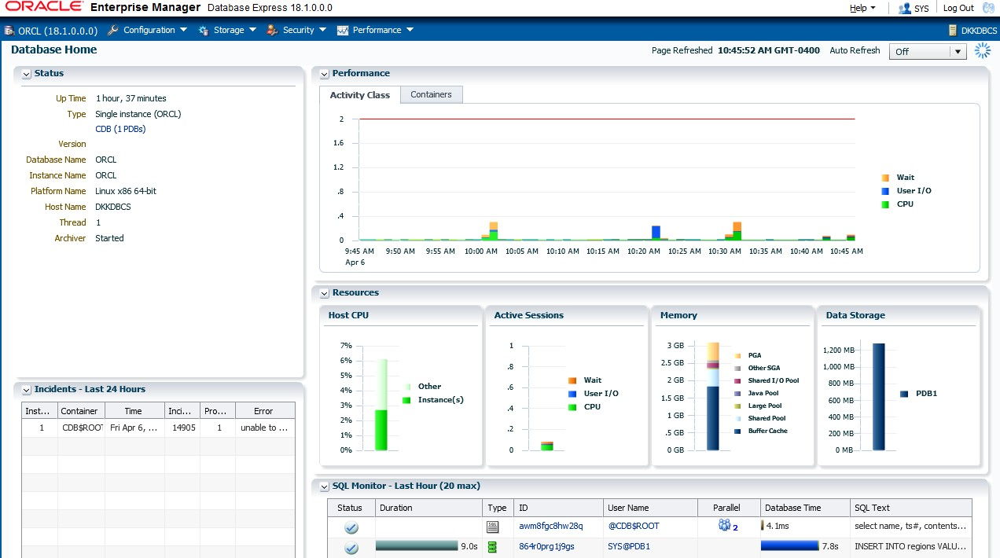 ORACLE Enterprise Manager Database Express 18.1.0.0.0
Help SYS Log Out
ORCL (18.1.0.0.0) Configuration Storage Security Performance DKKDBCS
Database Home
Page Refreshed 10:45:52 AM GMT-0400 Auto Refresh Off
Status
Up Time 1 hour, 37 minutes
Type Single instance (ORCL)
CDB (1 PDBs)
Version
Database Name ORCL
Instance Name ORCL
Platform Name Linux x86 64-bit
Host Name DKKDBCS
Thread 1
Archiver Started
Incidents - Last 24 Hours
Inst... Container Time Inci... Pro... Error
1 CDB$ROOT Fri Apr 6, ... 14905 1 unable to ...
Performance
Activity Class Containers
2
1.6
1.2
.8
.4
0
9:45 AM 9:50 AM 9:55 AM 10:00 AM 10:05 AM 10:10 AM 10:15 AM 10:20 AM 10:25 AM 10:30 AM 10:35 AM 10:40 AM 10:45 AM
Apr 6
Wait
User I/O
CPU
Resources
Host CPU
7%
6%
5%
4%
3%
2%
1%
0%
Other
Instance(s)
Active Sessions
1
.8
.6
.4
.2
0
Wait
User I/O
CPU
Memory
3 GB
2.5 GB
2 GB
1.5 GB
1 GB
.5 GB
0 GB
PGA
Other SGA
Shared I/O Pool
Java Pool
Large Pool
Shared Pool
Buffer Cache
Data Storage
1,200 MB
1,000 MB
800 MB
600 MB
400 MB
200 MB
0 MB
PDB1
SQL Monitor - Last Hour (20 max)
Status Duration Type ID User Name Parallel Database Time SQL Text
SQL awm8fgc8hw28q @CDB$ROOT 2 4.1ms select name, ts#, contents...
9.0s 864r0prg1j9gs SYS@PDB1 7.8s INSERT INTO regions VALU...